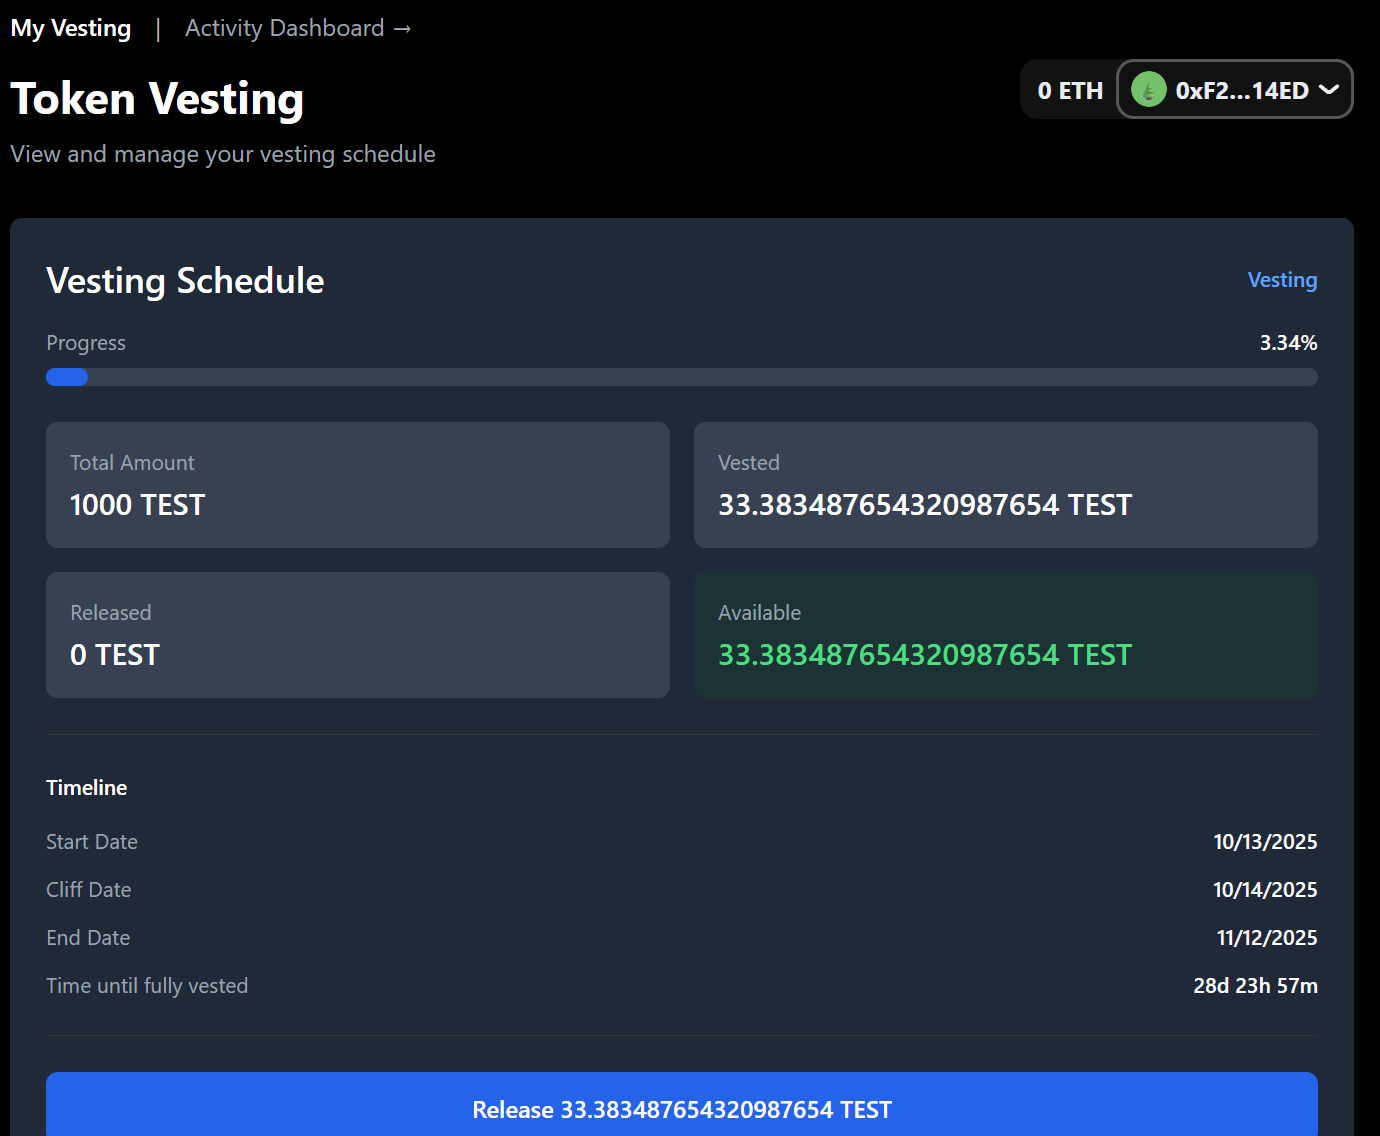 My Vesting | Activity Dashboard →
Token Vesting
0 ETH 0xF2...14ED
View and manage your vesting schedule
Vesting Schedule
Vesting
Progress
3.34%
Total Amount
1000 TEST
Vested
33.383487654320987654 TEST
Released
0 TEST
Available
33.383487654320987654 TEST
Timeline
Start Date
10/13/2025
Cliff Date
10/14/2025
End Date
11/12/2025
Time until fully vested
28d 23h 57m
Release 33.383487654320987654 TEST